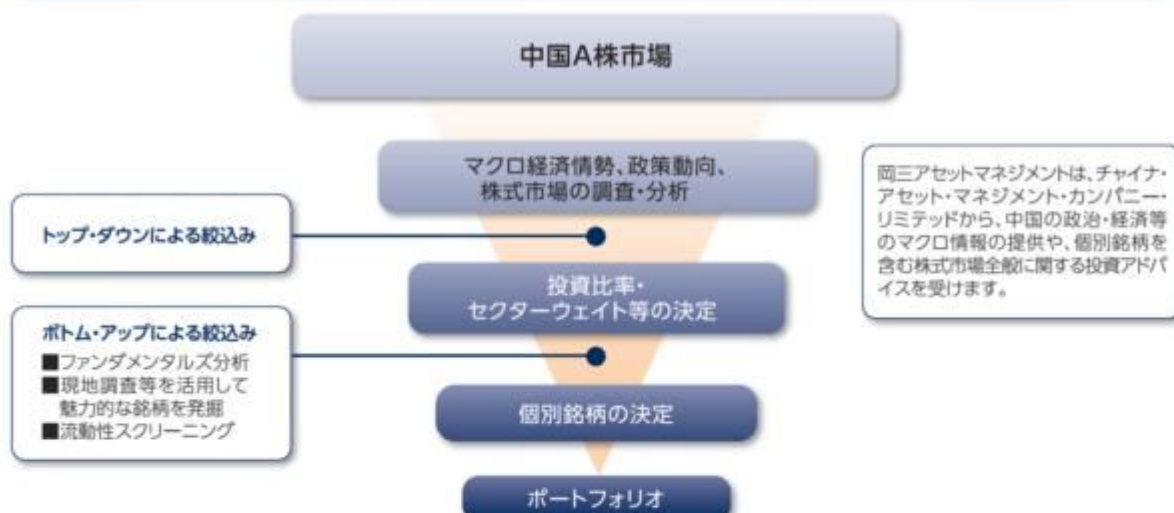 中国A株市場
マクロ経済情勢、政策動向、
株式市場の調査・分析
岡三アセットマネジメントは、チャイナ・
アセット・マネジメント・カンパニー・
リミテッドから、中国の政治・経済等
のマクロ情報の提供や、個別銘柄を
含む株式市場全般に関する投資アドバ
イスを受けます。
トップ・ダウンによる絞込み
投資比率・
セクターウェイト等の決定
ボトム・アップによる絞込み
■ファンダメンタルズ分析
■現地調査等を活用して
魅力的な銘柄を発掘
■流動性スクリーニング
個別銘柄の決定
ポートフォリオ